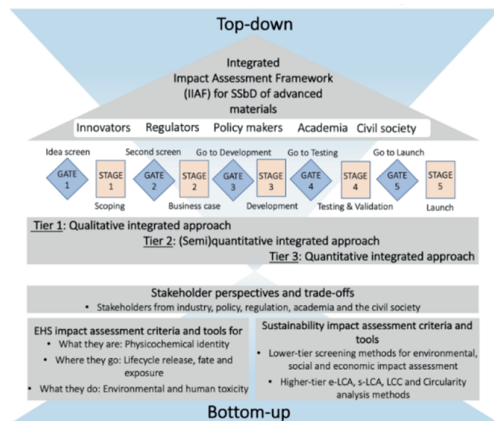 Top-down
Integrated
Impact Assessment Framework
(IIAF) for SSbD of advanced
materials
Innovators Regulators Policy makers Academia Civil society
Idea screen Second screen Go to Development Go to Testing Go to Launch
GATE 1 STAGE 1 GATE 2 STAGE 2 GATE 3 STAGE 3 GATE 4 STAGE 4 GATE 5 STAGE 5
Scoping Business case Development Testing & Validation Launch
Tier 1: Qualitative integrated approach
Tier 2: (Semi)quantitative integrated approach
Tier 3: Quantitative integrated approach
Stakeholder perspectives and trade-offs
• Stakeholders from industry, policy, regulation, academia and the civil society
EHS impact assessment criteria and tools for
• What they are: Physicochemical identity
• Where they go: Lifecycle release, fate and
exposure
• What they do: Environmental and human toxicity
Sustainability impact assessment criteria and
tools
• Lower-tier screening methods for environmental,
social and economic impact assessment
• Higher-tier e-LCA, s-LCA, LCC and Circularity
analysis methods
Bottom-up